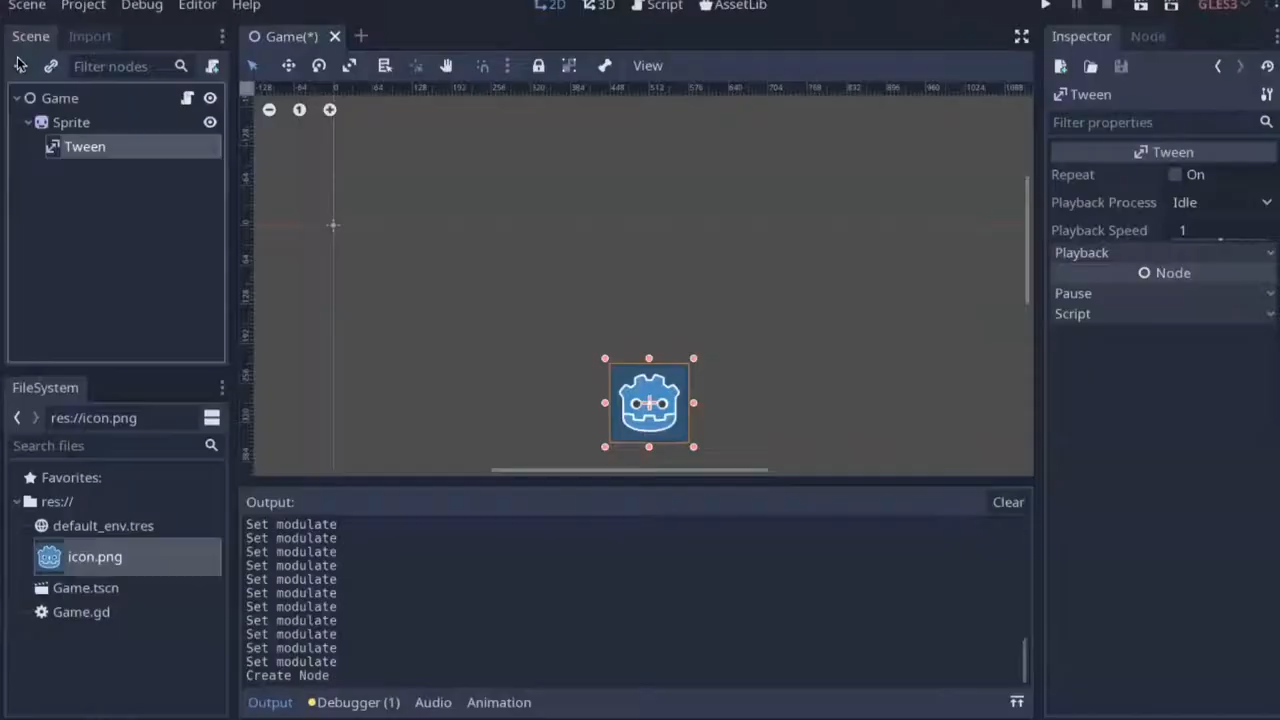 Scene Project Debug Editor Help 2D 3D Script AssetLib GLES3
Scene Import Game(*) Inspector Node
Filter nodes View
Game
Sprite
Tween
Tween
Filter properties
Tween
Repeat On
Playback Process Idle
Playback Speed 1
Playback
Node
Pause
Script
FileSystem
res://icon.png
Search files
Favorites:
res://
default_env.tres
icon.png
Game.tscn
Game.gd
Output: Clear
Set modulate
Set modulate
Set modulate
Set modulate
Set modulate
Set modulate
Set modulate
Set modulate
Set modulate
Set modulate
Set modulate
Create Node
Output Debugger (1) Audio Animation